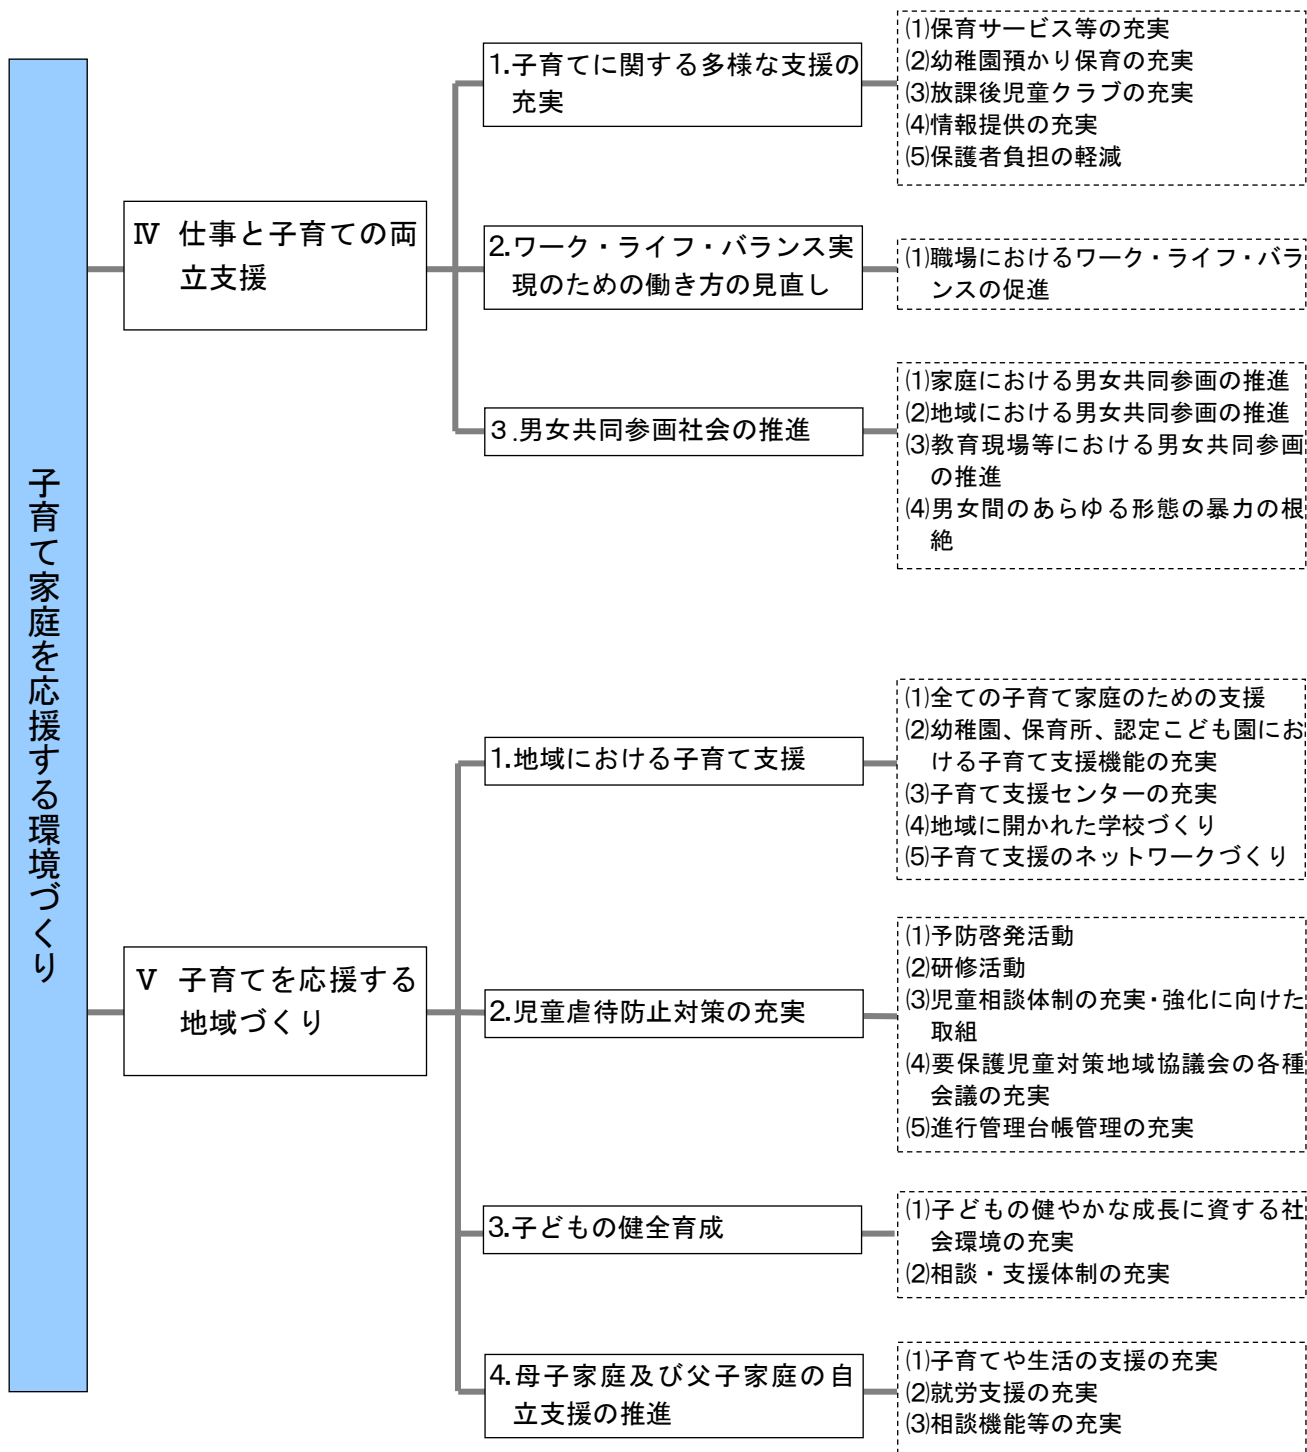 子育て家庭を応援する環境づくり
Ⅳ 仕事と子育ての両
立支援
1.子育てに関する多様な支援の
充実
⑴保育サービス等の充実
⑵幼稚園預かり保育の充実
⑶放課後児童クラブの充実
⑷情報提供の充実
⑸保護者負担の軽減
2.ワーク・ライフ・バランス実
現のための働き方の見直し
⑴職場におけるワーク・ライフ・バラ
ンスの促進
3.男女共同参画社会の推進
⑴家庭における男女共同参画の推進
⑵地域における男女共同参画の推進
⑶教育現場等における男女共同参画
の推進
⑷男女間のあらゆる形態の暴力の根
絶
Ⅴ 子育てを応援する
地域づくり
1.地域における子育て支援
⑴全ての子育て家庭のための支援
⑵幼稚園、保育所、認定こども園にお
ける子育て支援機能の充実
⑶子育て支援センターの充実
⑷地域に開かれた学校づくり
⑸子育て支援のネットワークづくり
2.児童虐待防止対策の充実
⑴予防啓発活動
⑵研修活動
⑶児童相談体制の充実・強化に向けた
取組
⑷要保護児童対策地域協議会の各種
会議の充実
⑸進行管理台帳管理の充実
3.子どもの健全育成
⑴子どもの健やかな成長に資する社
会環境の充実
⑵相談・支援体制の充実
4.母子家庭及び父子家庭の自
立支援の推進
⑴子育てや生活の支援の充実
⑵就労支援の充実
⑶相談機能等の充実